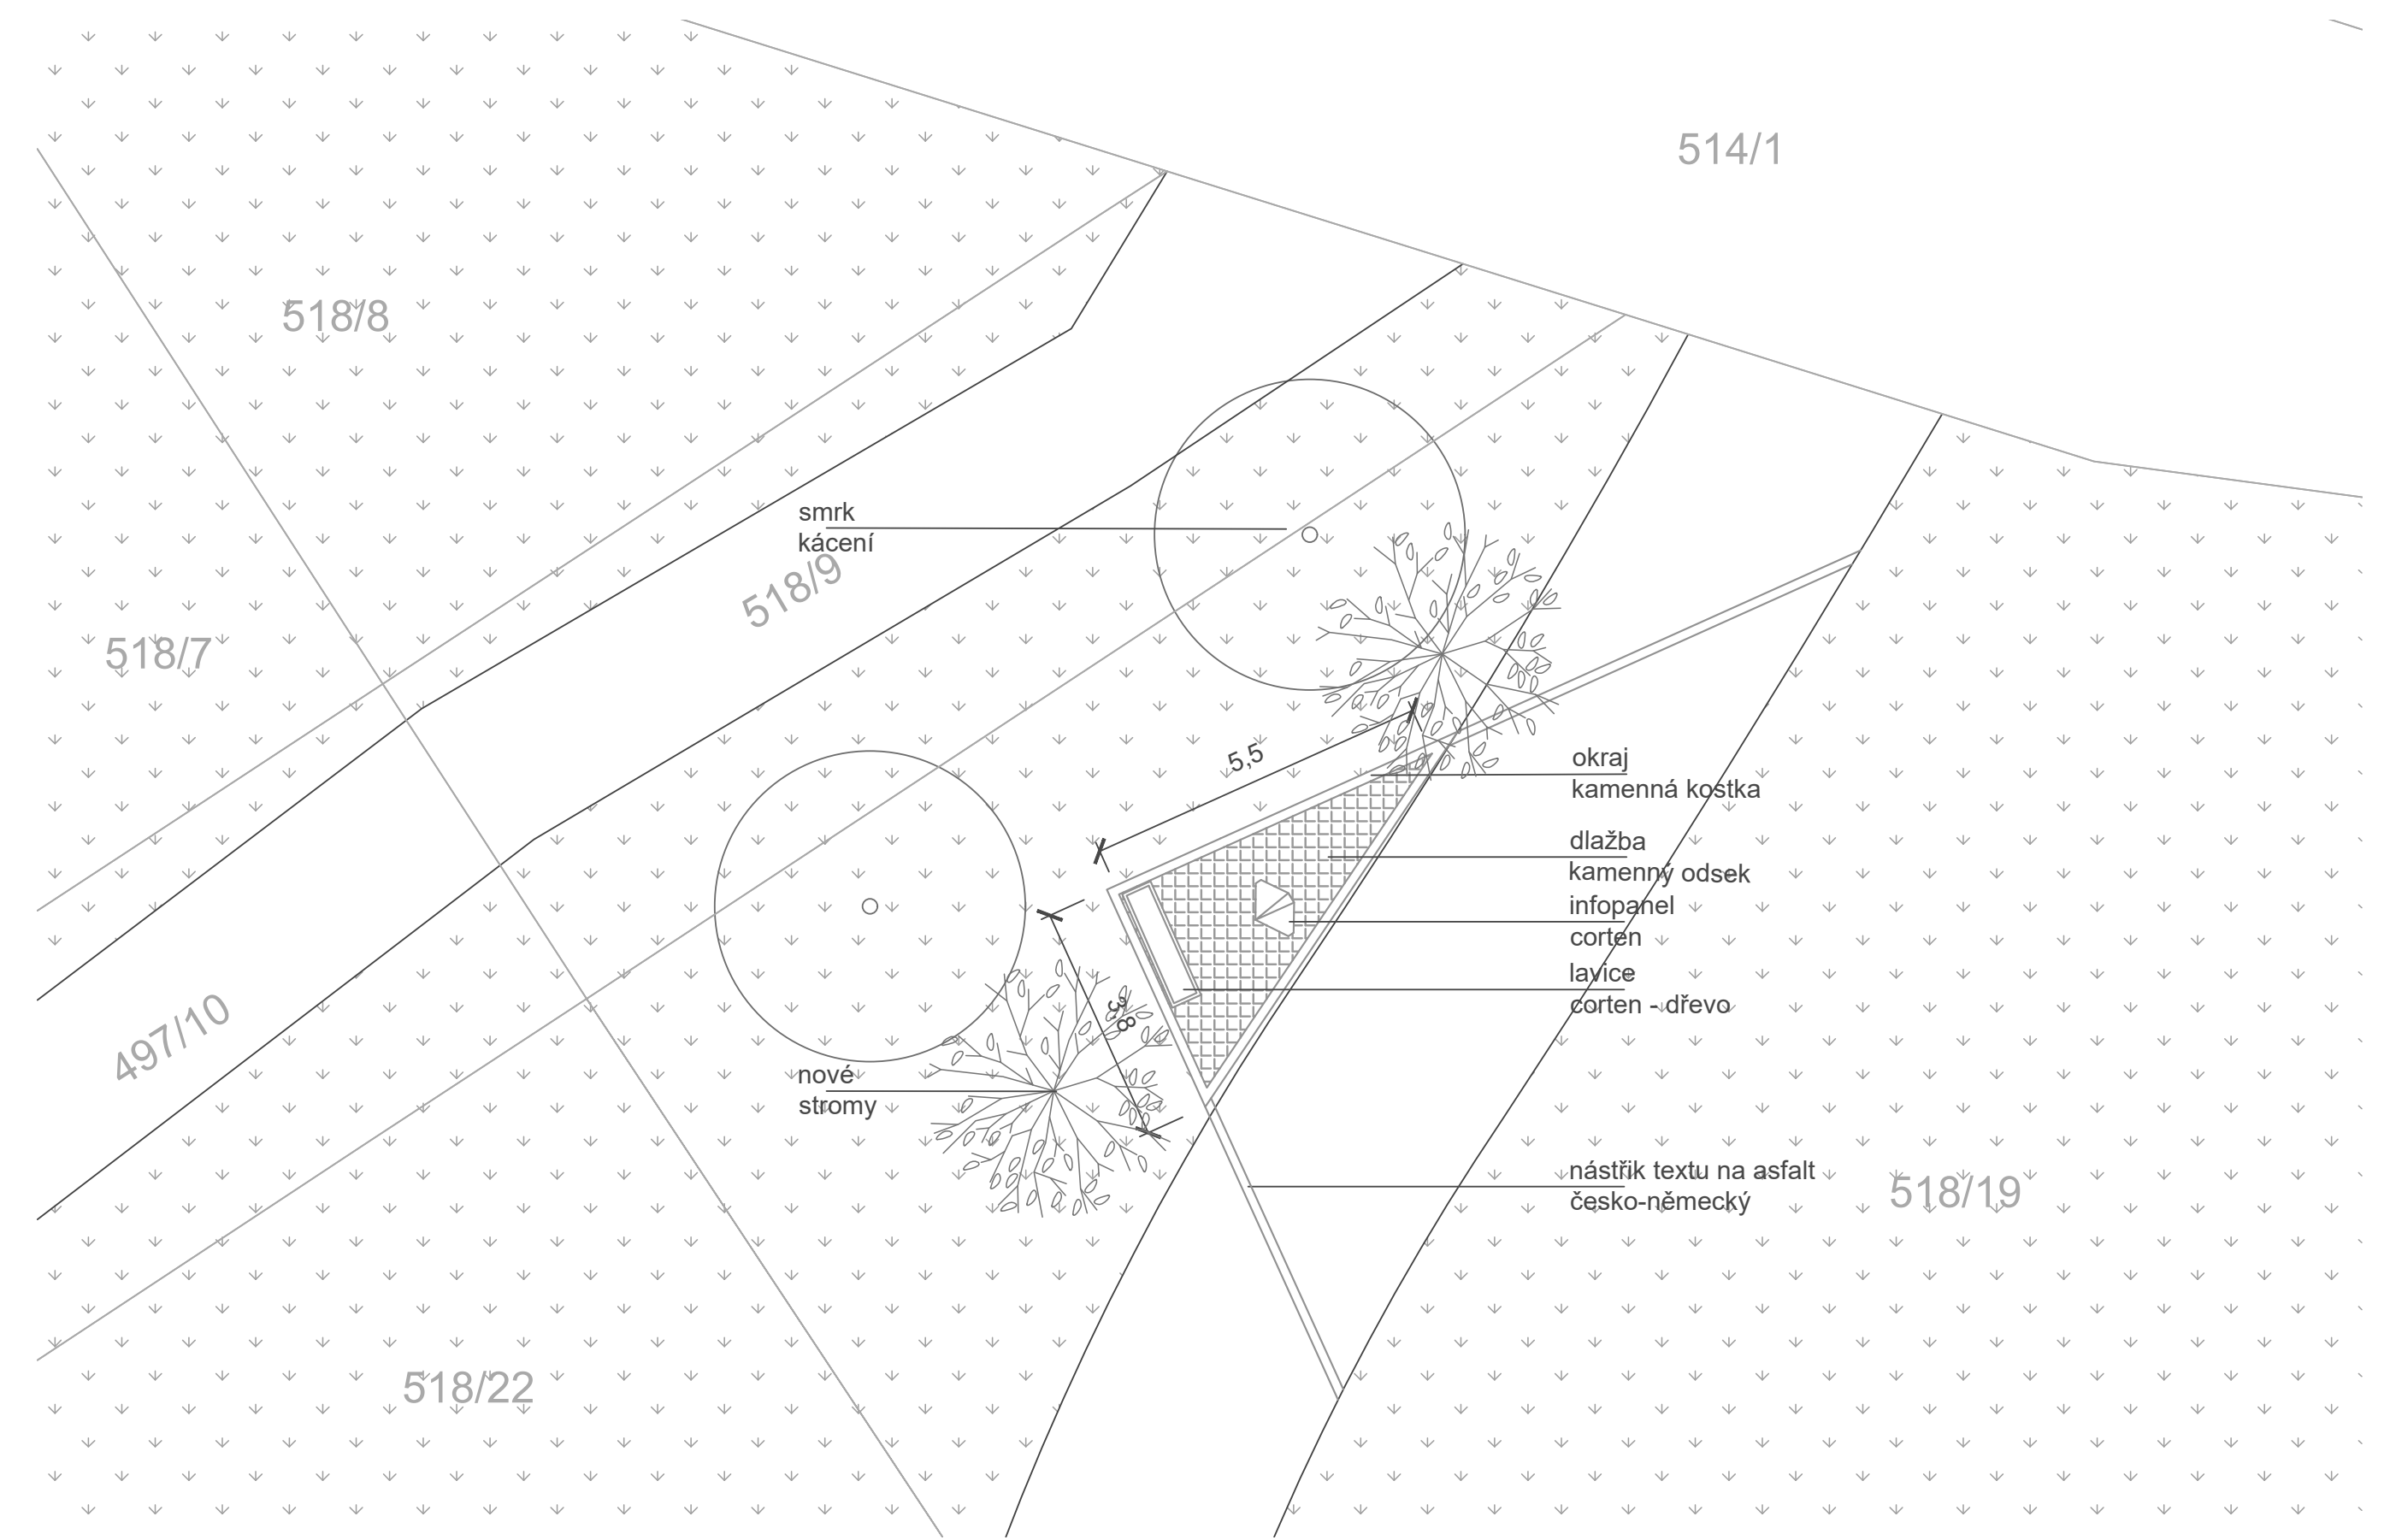 514/1
518/8
smrk
kácení
518/9
518/7
5,5
okraj
kamenná kostka
dlažba
kamenný odsek
infopanel
corten
lavice
corten - dřevo
3,8
497/10
nové
stromy
nástřik textu na asfalt
česko-německý
518/19
518/22